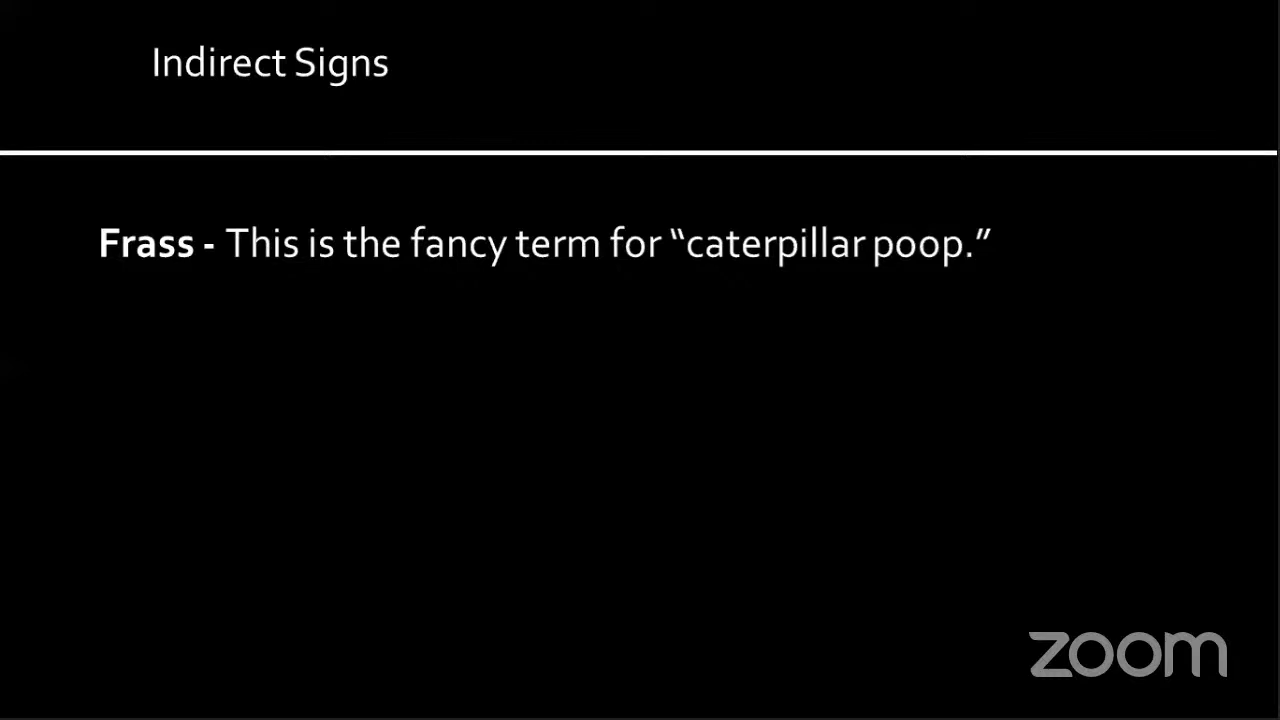 Indirect Signs
Frass - This is the fancy term for “caterpillar poop.”
zoom